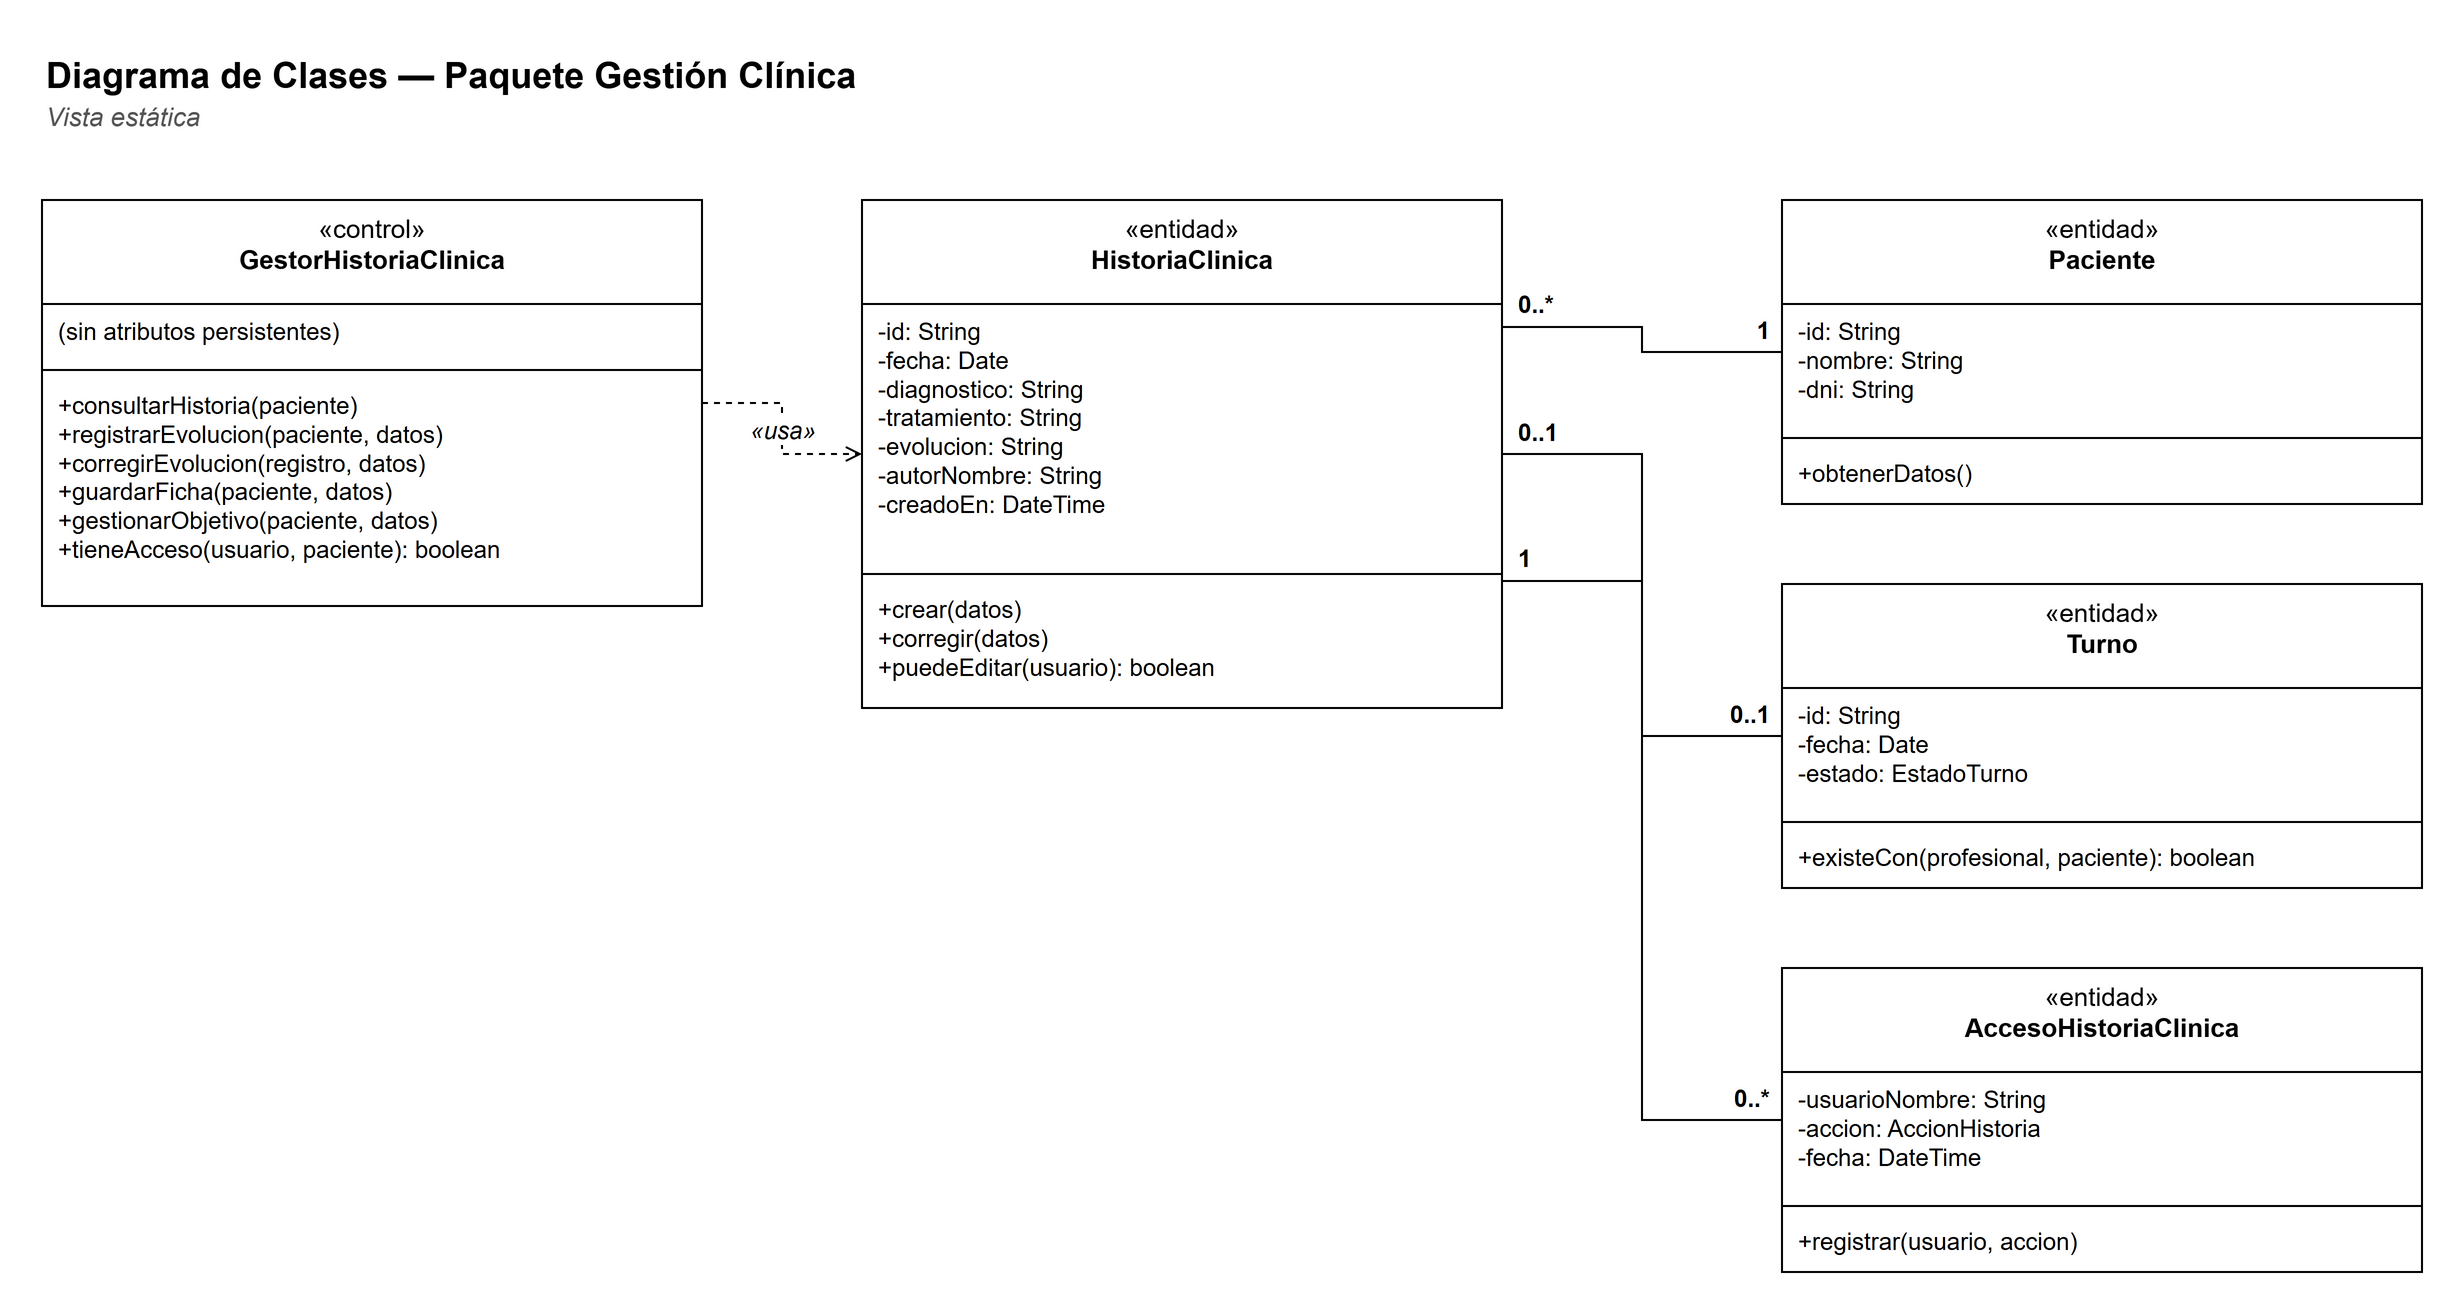 Diagrama de Clases — Paquete Gestión Clínica
Vista estática
«control»
GestorHistoriaClinica
(sin atributos persistentes)
+consultarHistoria(paciente)
+registrarEvolucion(paciente, datos)
+corregirEvolucion(registro, datos)
+guardarFicha(paciente, datos)
+gestionarObjetivo(paciente, datos)
+tieneAcceso(usuario, paciente): boolean
«usa»
«entidad»
HistoriaClinica
-id: String
-fecha: Date
-diagnostico: String
-tratamiento: String
-evolucion: String
-autorNombre: String
-creadoEn: DateTime
+crear(datos)
+corregir(datos)
+puedeEditar(usuario): boolean
0..*
1
0..1
1
0..1
0..*
«entidad»
Paciente
-id: String
-nombre: String
-dni: String
+obtenerDatos()
«entidad»
Turno
-id: String
-fecha: Date
-estado: EstadoTurno
+existeCon(profesional, paciente): boolean
«entidad»
AccesoHistoriaClinica
-usuarioNombre: String
-accion: AccionHistoria
-fecha: DateTime
+registrar(usuario, accion)